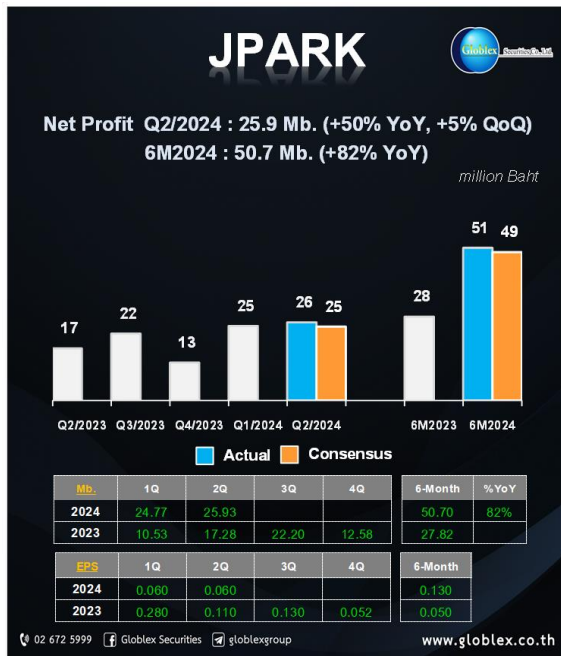 JPARK
Globlex Securities Co., Ltd.
Net Profit Q2/2024 : 25.9 Mb. (+50% YoY, +5% QoQ)
6M2024 : 50.7 Mb. (+82% YoY)
million Baht
17 22 13 25 26 25 28 51 49
Q2/2023 Q3/2023 Q4/2023 Q1/2024 Q2/2024 6M2023 6M2024
Actual Consensus
Mb. 1Q 2Q 3Q 4Q 6-Month %YoY
2024 24.77 25.93 50.70 82%
2023 10.53 17.28 22.20 12.58 27.82
EPS 1Q 2Q 3Q 4Q 6-Month
2024 0.060 0.060 0.130
2023 0.280 0.110 0.130 0.052 0.050
02 672 5999 Globlex Securities globlexgroup www.globlex.co.th